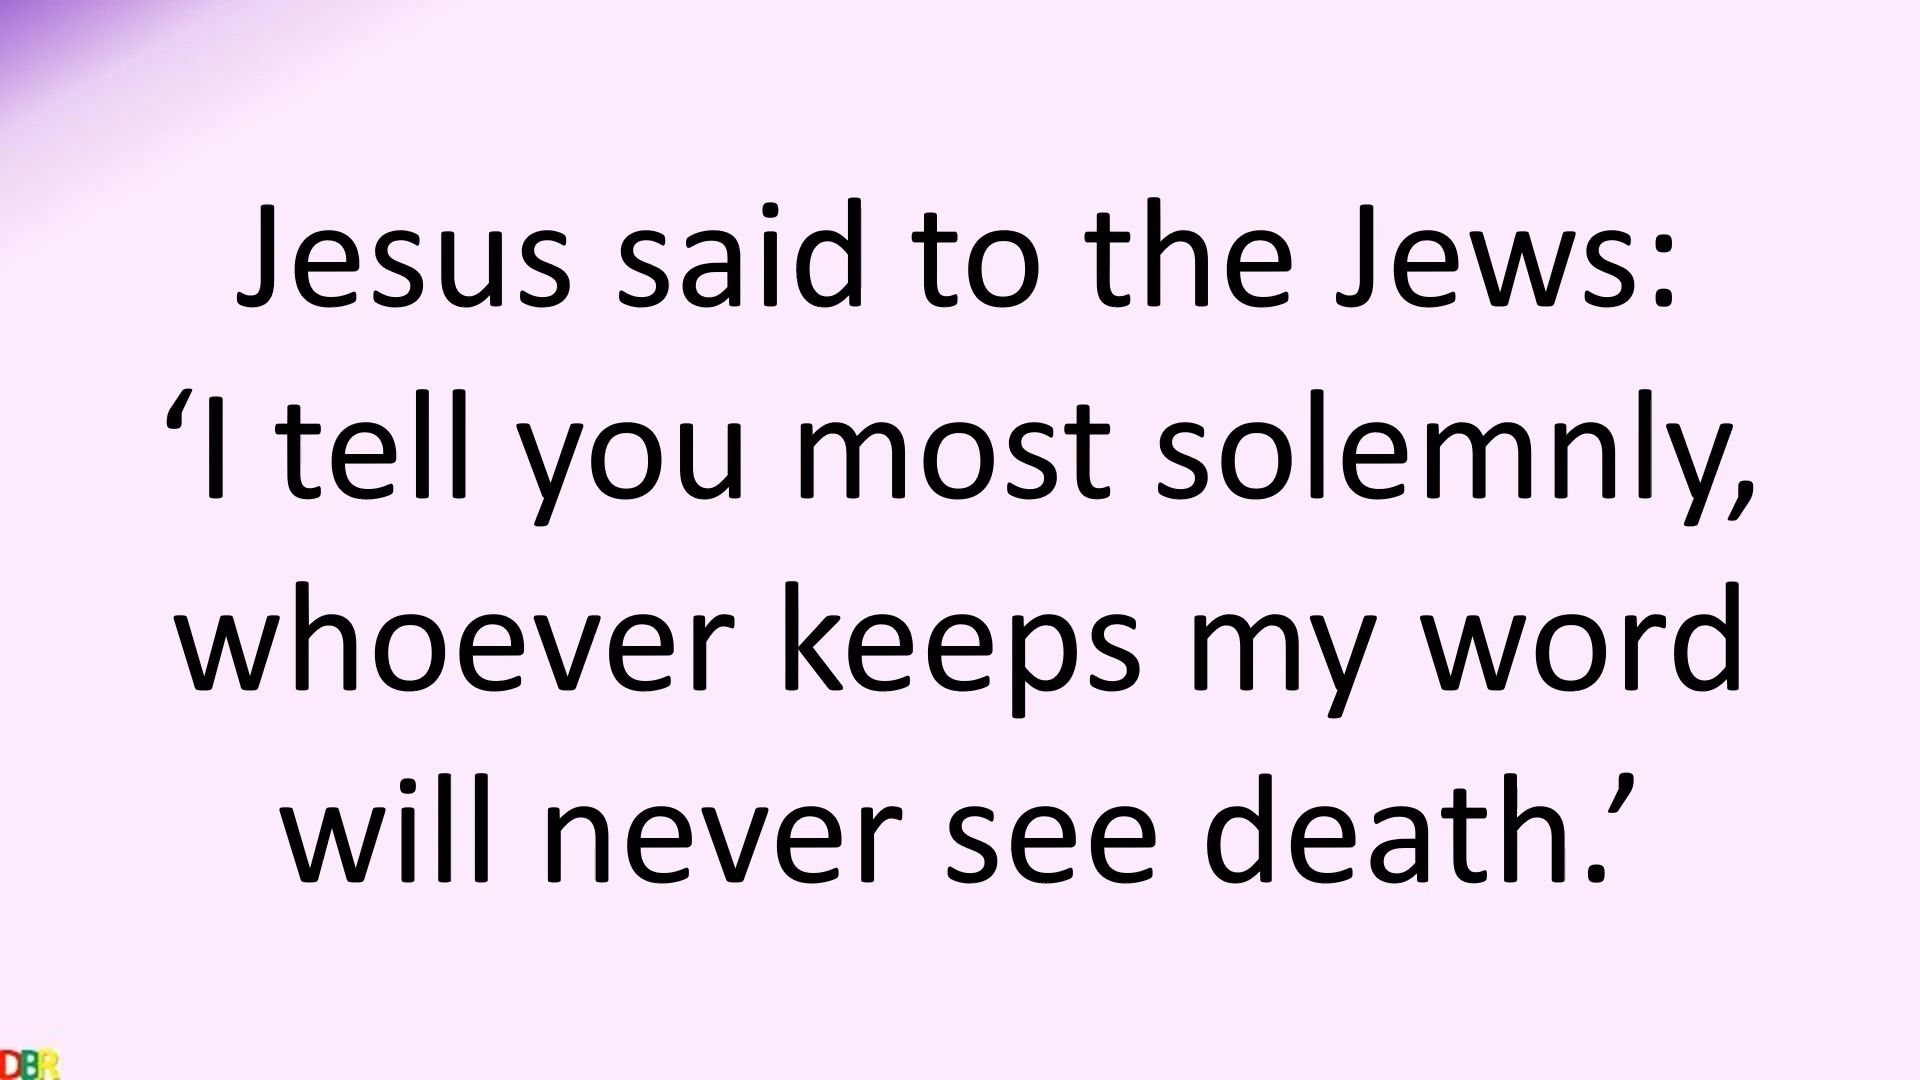 Jesus said to the Jews:
‘I tell you most solemnly,
whoever keeps my word
will never see death.’
DBR